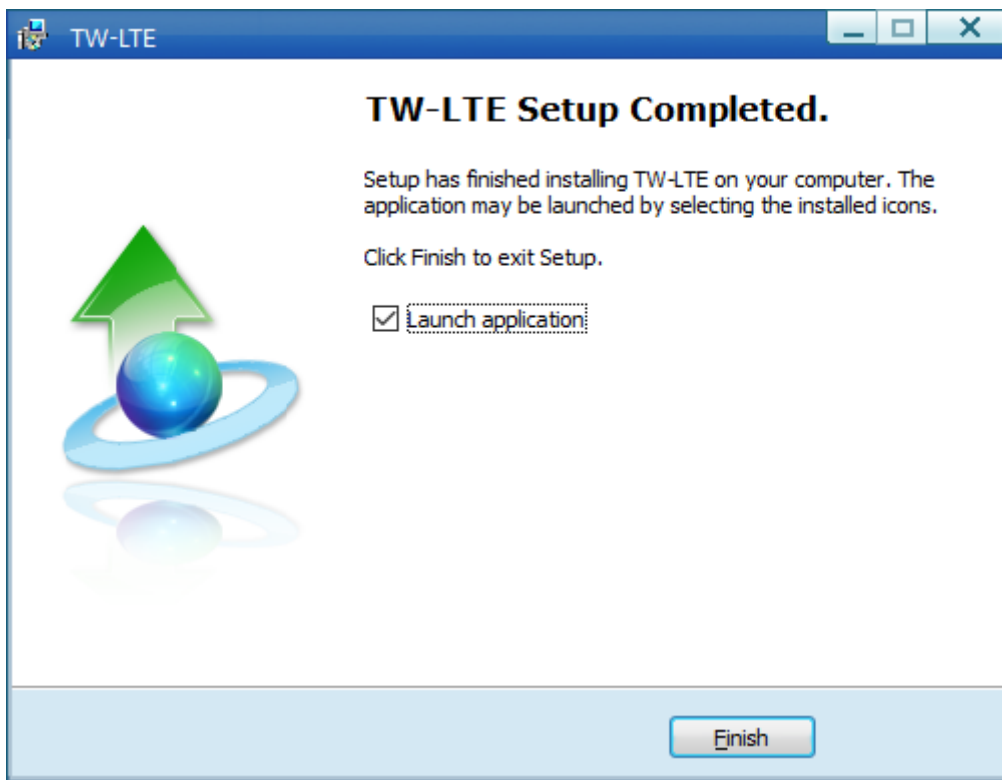 TW-LTE
TW-LTE Setup Completed.
Setup has finished installing TW-LTE on your computer. The
application may be launched by selecting the installed icons.
Click Finish to exit Setup.
Launch application
Finish